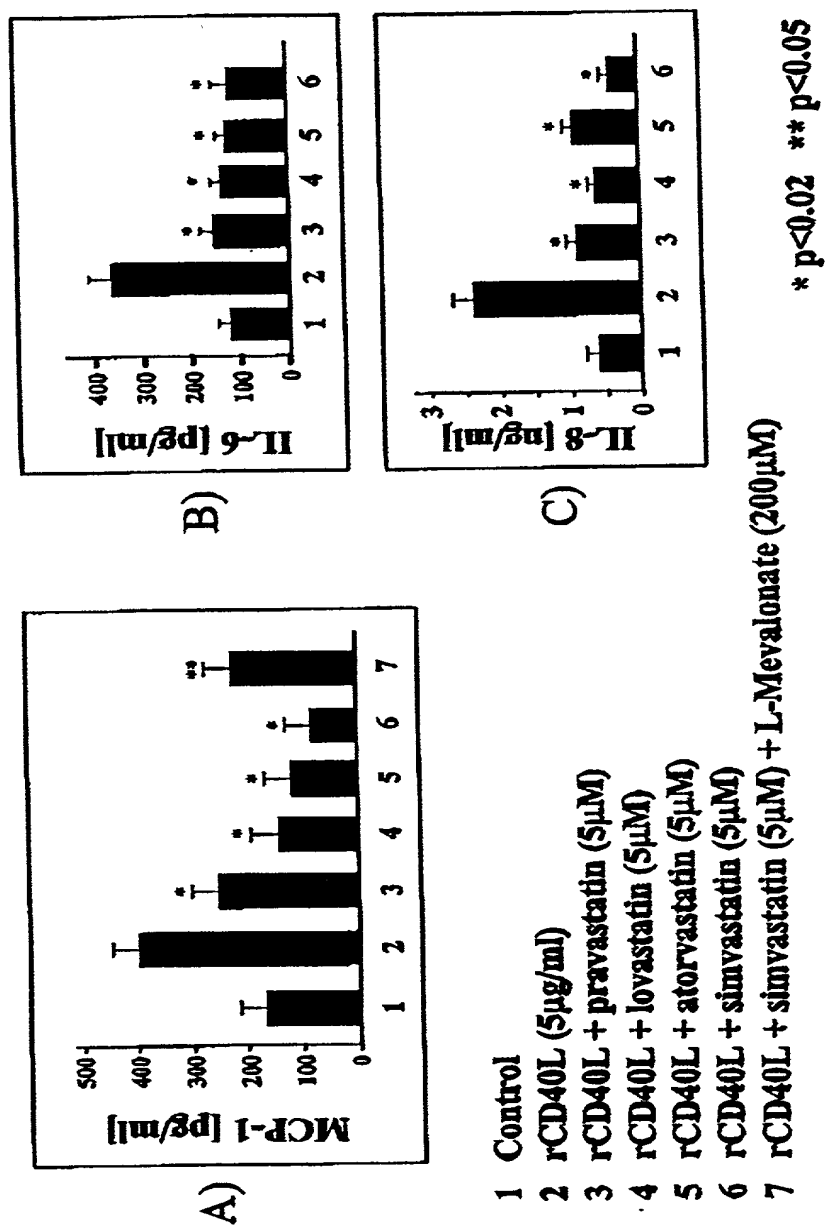 A)
MCP-1 [pg/ml]
500
400
300
200
100
0
* * * * **
1 2 3 4 5 6 7
B)
IL-6 [pg/ml]
400
300
200
100
0
* * * *
1 2 3 4 5 6
C)
IL-8 [ng/ml]
3
2
1
0
* * * *
1 2 3 4 5 6
1 Control
2 rCD40L (5µg/ml)
3 rCD40L + pravastatin (5µM)
4 rCD40L + lovastatin (5µM)
5 rCD40L + atorvastatin (5µM)
6 rCD40L + simvastatin (5µM)
7 rCD40L + simvastatin (5µM) + L-Mevalonate (200µM)
* p<0.02 ** p<0.05